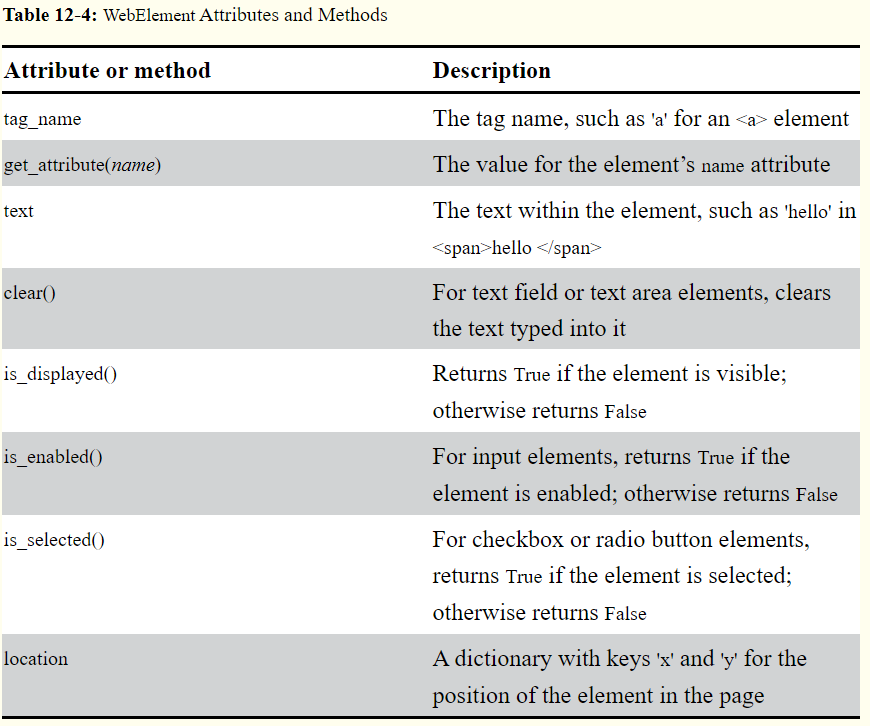 Table 12-4: WebElement Attributes and Methods
Attribute or method Description
tag_name The tag name, such as 'a' for an <a> element
get_attribute(name) The value for the element’s name attribute
text The text within the element, such as 'hello' in
<span>hello </span>
clear() For text field or text area elements, clears
the text typed into it
is_displayed() Returns True if the element is visible;
otherwise returns False
is_enabled() For input elements, returns True if the
element is enabled; otherwise returns False
is_selected() For checkbox or radio button elements,
returns True if the element is selected;
otherwise returns False
location A dictionary with keys 'x' and 'y' for the
position of the element in the page